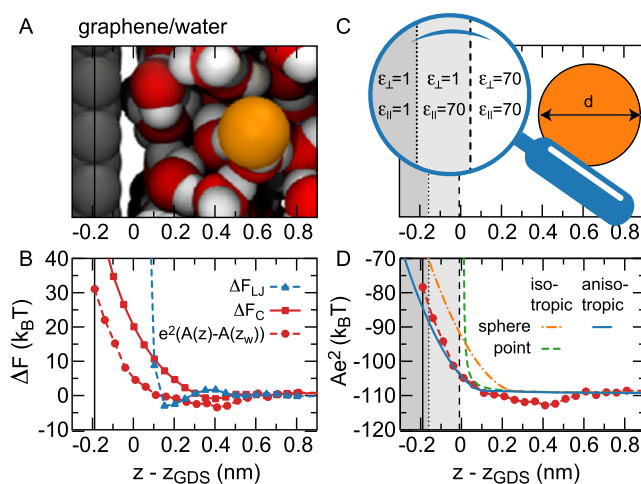 A graphene/water
-0.2 0 0.2 0.4 0.6 0.8
B
ΔF (kBT)
40
30
20
10
0
-10
ΔF_LJ
ΔF_C
e²(A(z)-A(z_w))
-0.2 0 0.2 0.4 0.6 0.8
z - z_GDS (nm)
C
ε⊥=1 ε⊥=1 ε⊥=70
ε||=1 ε||=70 ε||=70
d
-0.2 0 0.2 0.4 0.6 0.8
D
Ae² (k_BT)
-70
-80
-90
-100
-110
-120
iso- aniso-
tropic tropic
sphere
point
-0.2 0 0.2 0.4 0.6 0.8
z - z_GDS (nm)